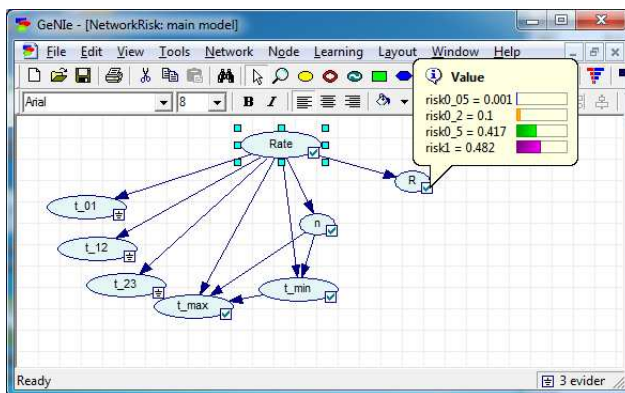 GeNIe - [NetworkRisk: main model]
File Edit View Tools Network Node Learning Layout Window Help
Arial 8 B I
Value
risk0_05 = 0.001
risk0_2 = 0.1
risk0_5 = 0.417
risk1 = 0.482
Rate
R
t_01
n
t_12
t_23
t_min
t_max
Ready 3 evider